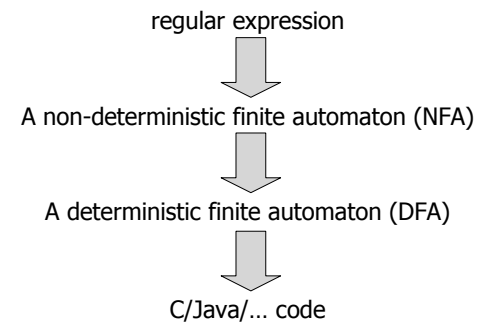 regular expression
A non-deterministic finite automaton (NFA)
A deterministic finite automaton (DFA)
C/Java/… code